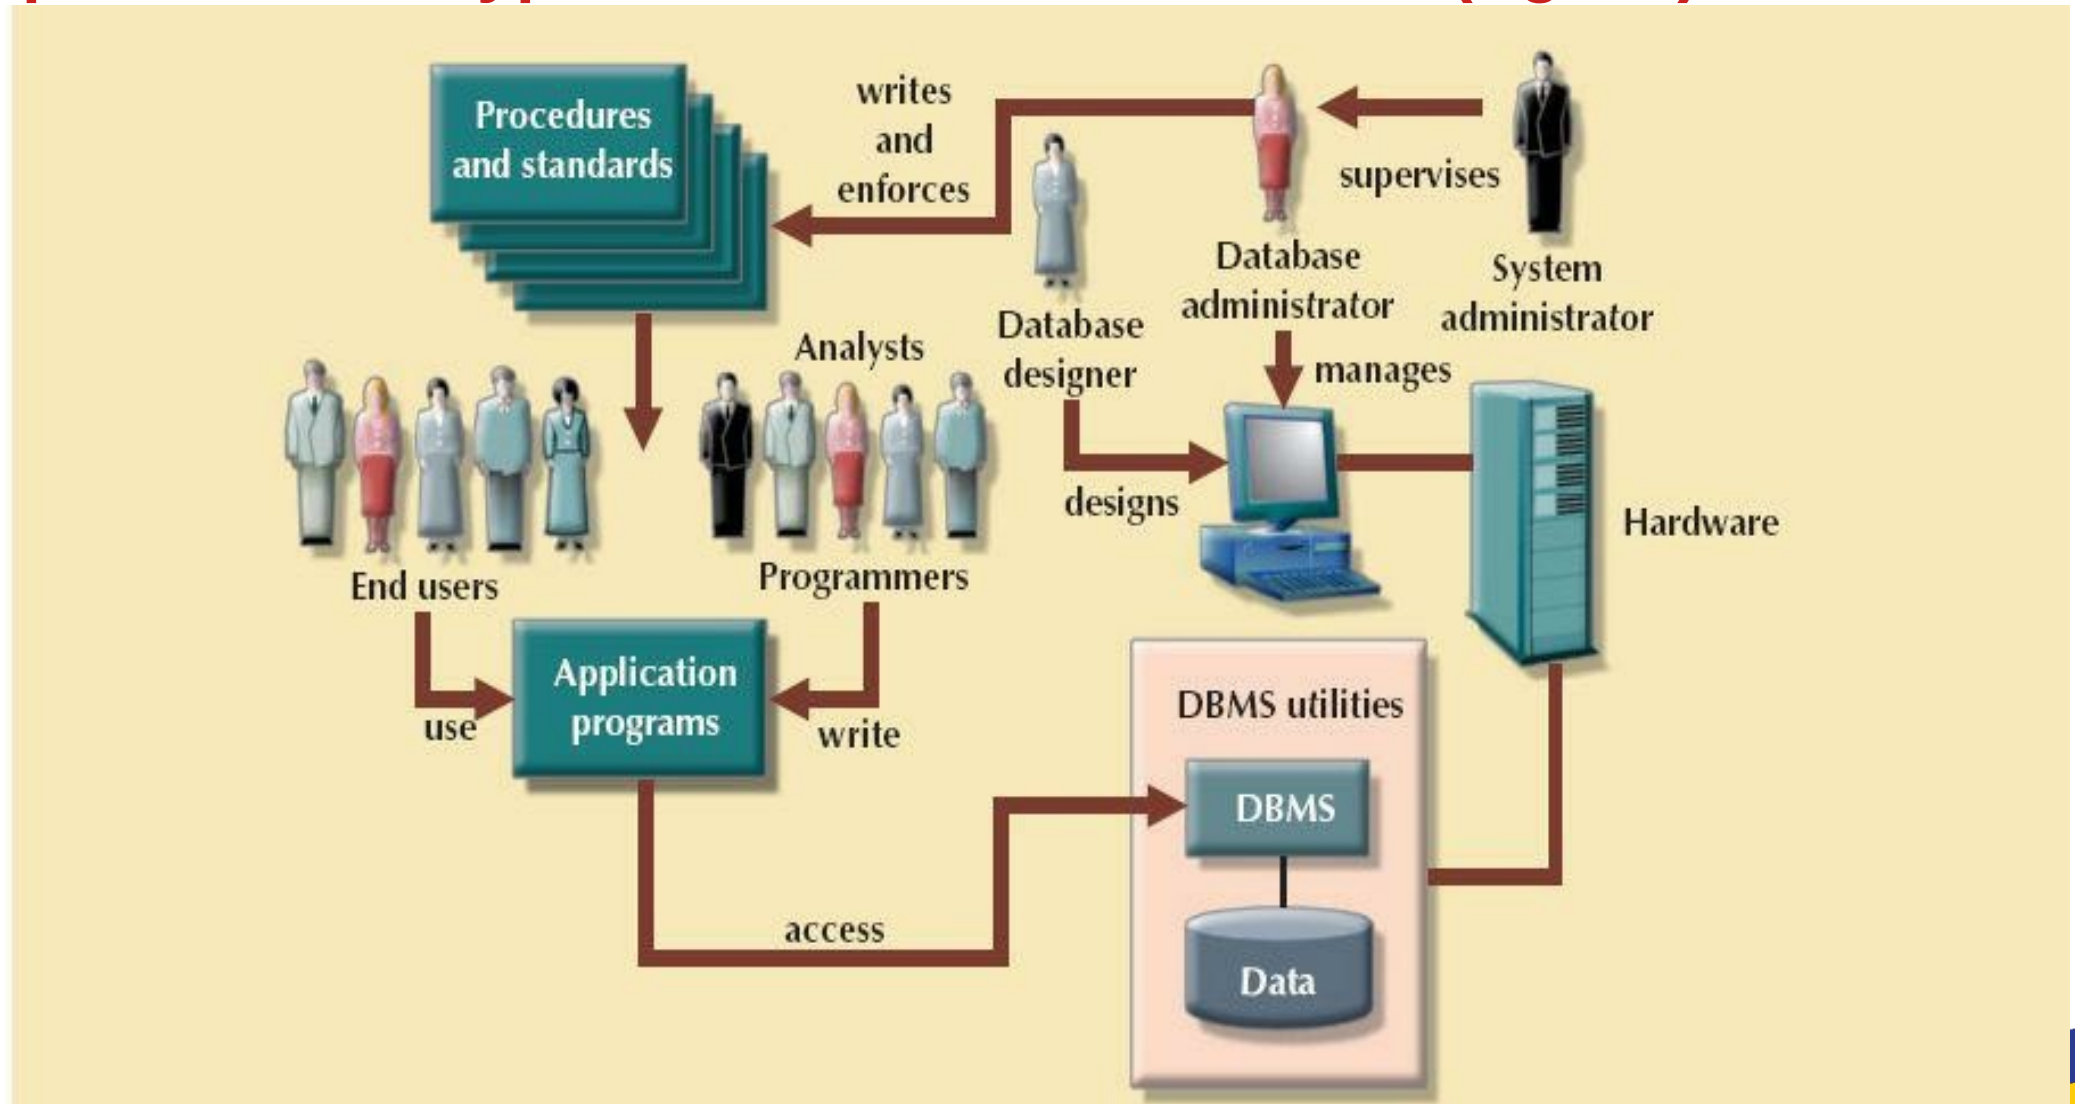 Procedures
and standards
writes
and
enforces
supervises
Database
administrator
System
administrator
Database
designer
Analysts
manages
designs
Hardware
End users
Programmers
Application
programs
use
write
DBMS utilities
DBMS
access
Data